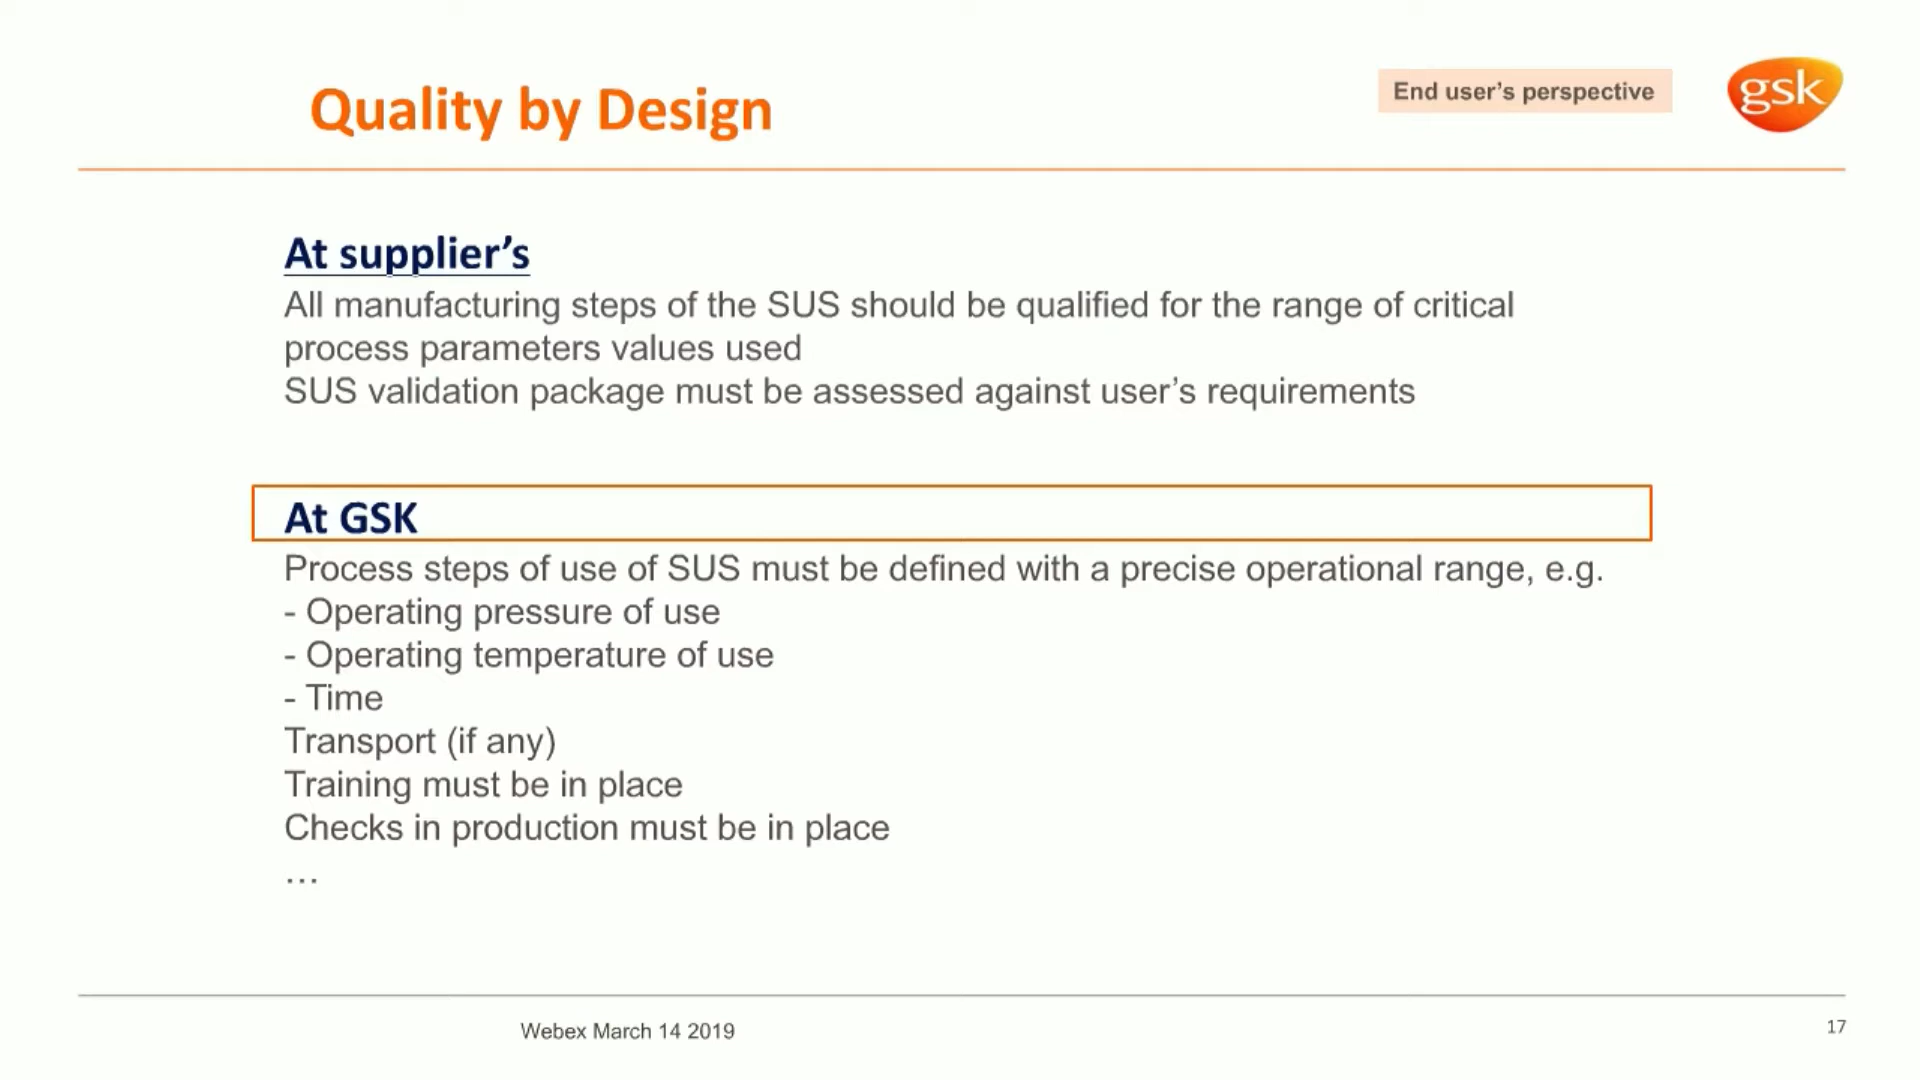 Quality by Design
End user’s perspective
gsk
At supplier’s
All manufacturing steps of the SUS should be qualified for the range of critical
process parameters values used
SUS validation package must be assessed against user’s requirements
At GSK
Process steps of use of SUS must be defined with a precise operational range, e.g.
- Operating pressure of use
- Operating temperature of use
- Time
Transport (if any)
Training must be in place
Checks in production must be in place
…
Webex March 14 2019
17